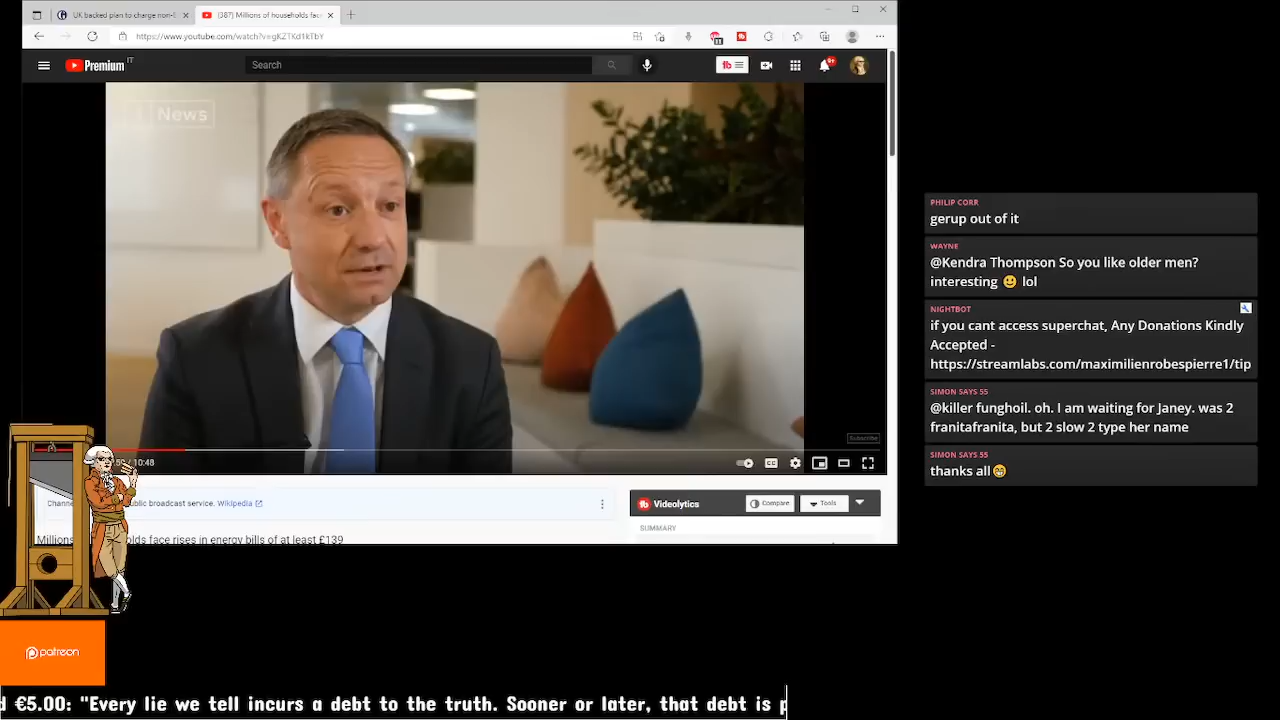 UK backed plan to charge non-
(387) Millions of households fac
https://www.youtube.com/watch?v=gKZTKd1kTbY
Premium IT
Search
9+
News
Subscribe
10:48
public broadcast service. Wikipedia
Videolytics
Compare
Tools
SUMMARY
holds face rises in energy bills of at least £139
PHILIP CORR
gerup out of it
WAYNE
@Kendra Thompson So you like older men?
interesting 😃 lol
NIGHTBOT
if you cant access superchat, Any Donations Kindly
Accepted -
https://streamlabs.com/maximilienrobespierre1/tip
SIMON SAYS 55
@killer funghoil. oh. I am waiting for Janey. was 2
franitafranita, but 2 slow 2 type her name
SIMON SAYS 55
thanks all😁
patreon
d €5.00: "Every lie we tell incurs a debt to the truth. Sooner or later, that debt is p